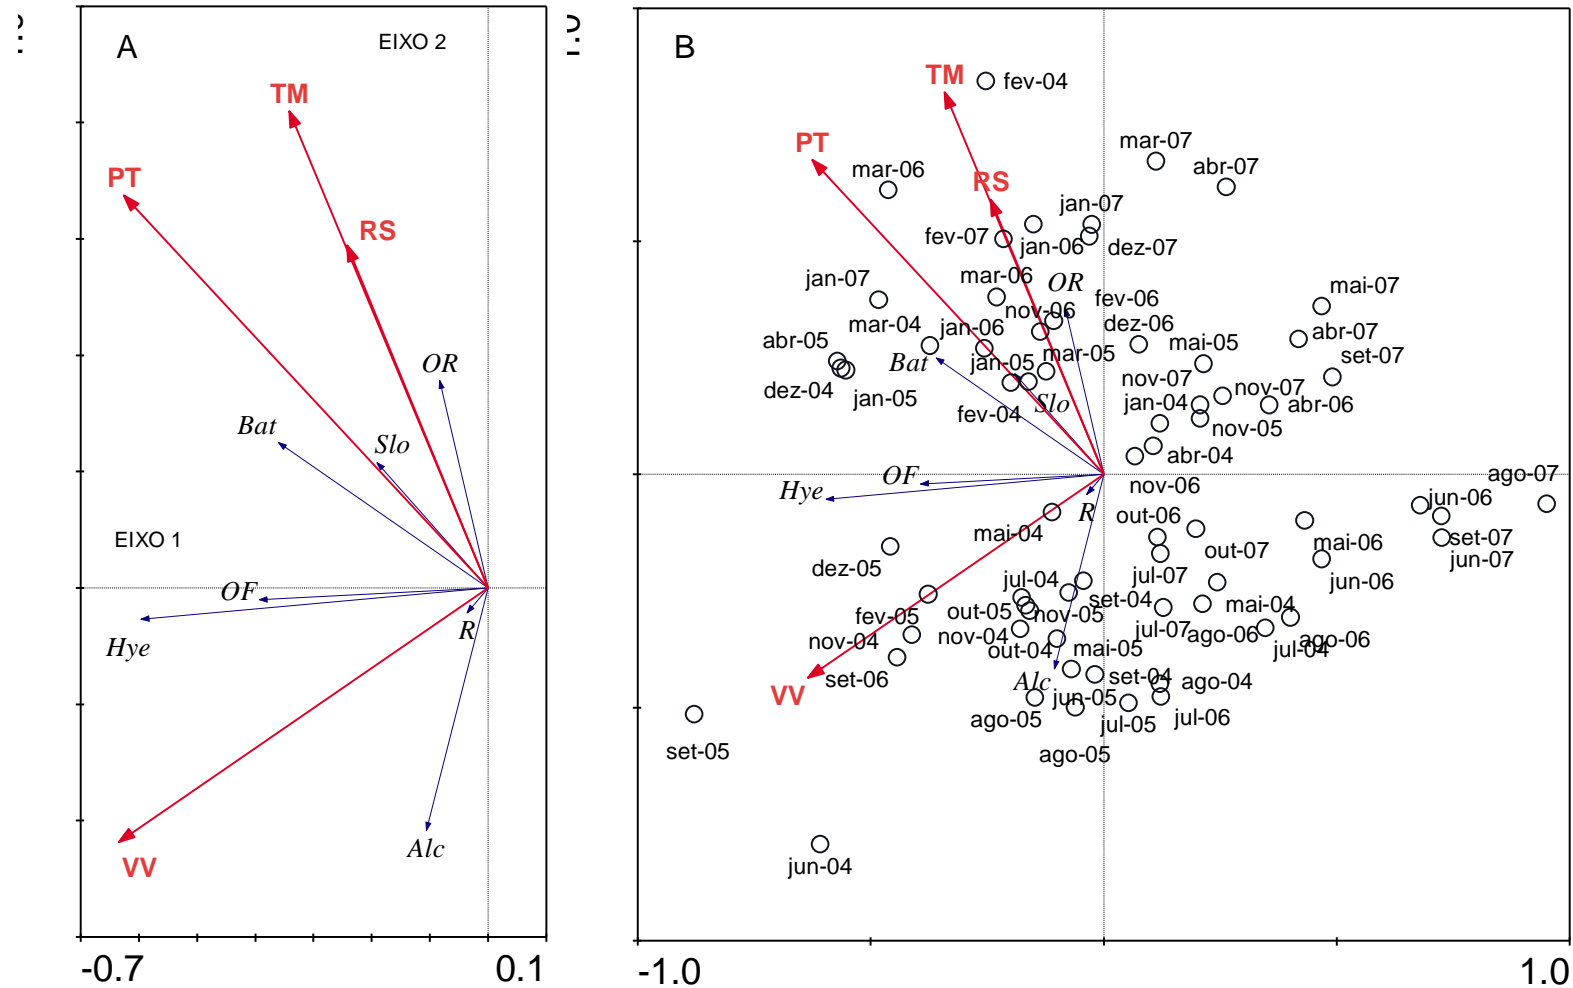 A
EIXO 2
TM
PT
RS
OR
Bat
Slo
EIXO 1
OF
Hye
R
Alc
VV
-0.7
0.1
B
TM
fev-04
PT
mar-07
mar-06
abr-07
RS
jan-07
fev-07
jan-06
dez-07
jan-07
mar-06
OR
mai-07
fev-06
nov-06
mar-04
jan-06
dez-06
abr-07
abr-05
mai-05
set-07
Bat
jan-05
mar-05
dez-04
nov-07
nov-07
jan-05
Slo
jan-04
abr-06
fev-04
nov-05
abr-04
OF
ago-07
Hye
nov-06
jun-06
R
out-06
mai-04
set-07
mai-06
out-07
jun-07
dez-05
jul-07
jul-04
jun-06
set-04
mai-04
fev-05
out-05
nov-05
jul-07
ago-06
ago-06
nov-04
nov-04
out-04
mai-05
jul-04
set-06
Alc
set-04
ago-04
VV
jun-05
ago-05
jul-05
jul-06
set-05
ago-05
jun-04
-1.0
1.0